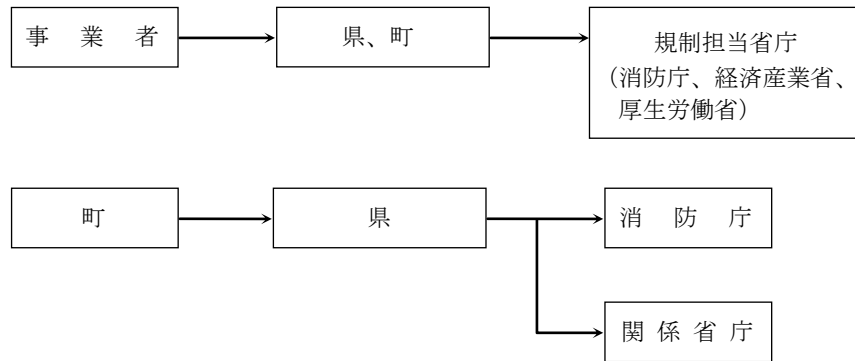 事業者
県、町
規制担当省庁
(消防庁、経済産業省、
厚生労働省)
町
県
消防庁
関係省庁